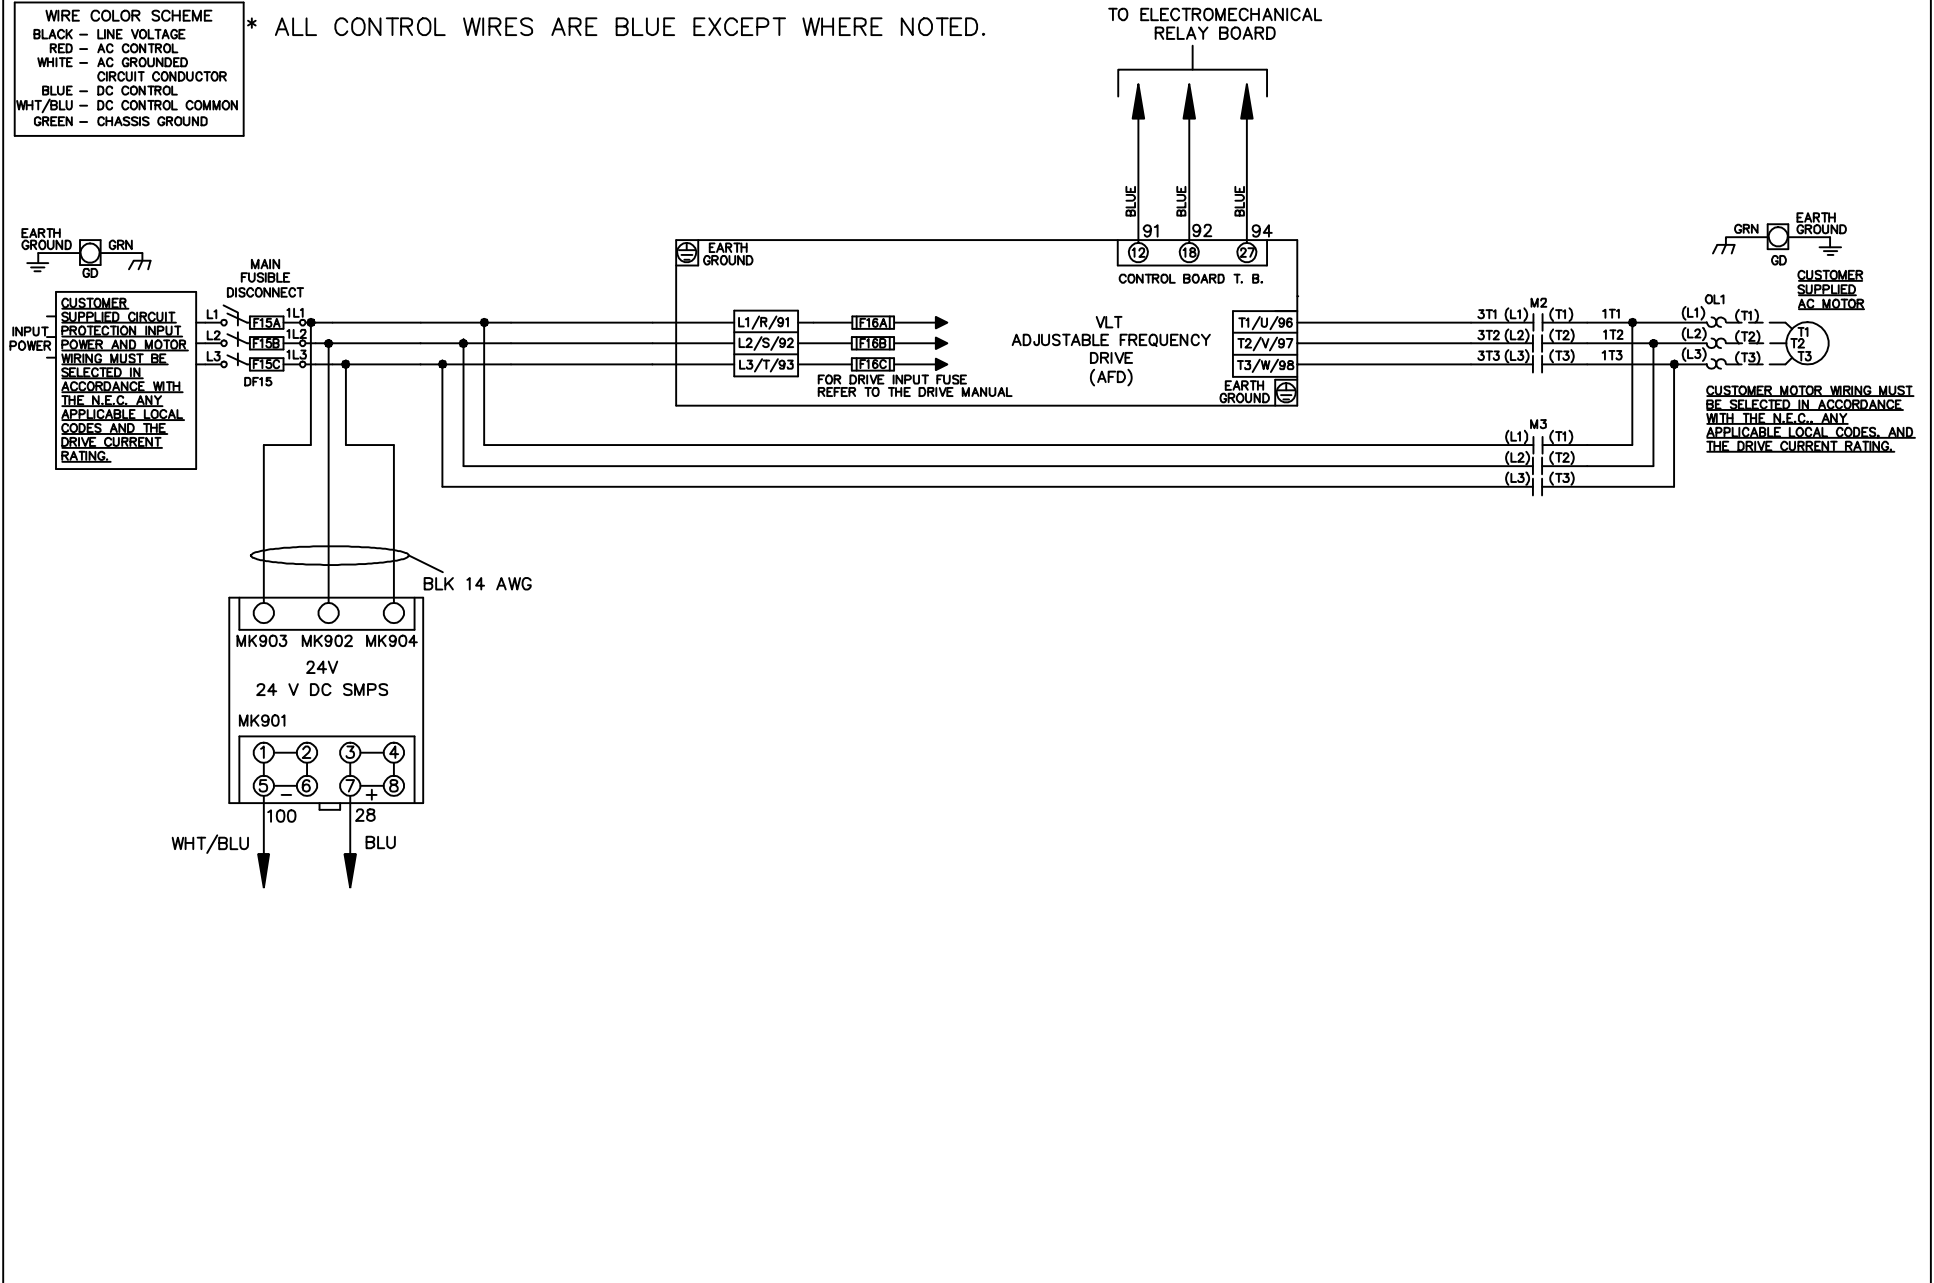 WIRE COLOR SCHEME
BLACK – LINE VOLTAGE
RED – AC CONTROL
WHITE – AC GROUNDED
CIRCUIT CONDUCTOR
BLUE – DC CONTROL
WHT/BLU – DC CONTROL COMMON
GREEN – CHASSIS GROUND
* ALL CONTROL WIRES ARE BLUE EXCEPT WHERE NOTED.
TO ELECTROMECHANICAL
RELAY BOARD
BLUE
BLUE
BLUE
91 92 94
12 18 27
CONTROL BOARD T. B.
EARTH
GROUND
GRN
GD
MAIN
FUSIBLE
DISCONNECT
INPUT
POWER
CUSTOMER
SUPPLIED CIRCUIT
PROTECTION INPUT
POWER AND MOTOR
WIRING MUST BE
SELECTED IN
ACCORDANCE WITH
THE N.E.C. ANY
APPLICABLE LOCAL
CODES AND THE
DRIVE CURRENT
RATING.
L1 F15A 1L1
L2 F15B 1L2
L3 F15C 1L3
DF15
EARTH
GROUND
L1/R/91 F16A
L2/S/92 F16B
L3/T/93 F16C
FOR DRIVE INPUT FUSE
REFER TO THE DRIVE MANUAL
VLT
ADJUSTABLE FREQUENCY
DRIVE
(AFD)
T1/U/96
T2/V/97
T3/W/98
EARTH
GROUND
M2
3T1 (L1) (T1) 1T1
3T2 (L2) (T2) 1T2
3T3 (L3) (T3) 1T3
M3
(L1) (T1)
(L2) (T2)
(L3) (T3)
OL1
(L1) (T1)
(L2) (T2)
(L3) (T3)
T1
T2
T3
GRN
EARTH
GROUND
GD
CUSTOMER
SUPPLIED
AC MOTOR
CUSTOMER MOTOR WIRING MUST
BE SELECTED IN ACCORDANCE
WITH THE N.E.C., ANY
APPLICABLE LOCAL CODES, AND
THE DRIVE CURRENT RATING.
BLK 14 AWG
MK903 MK902 MK904
24V
24 V DC SMPS
MK901
1 2 3 4
5 6 7 8
– +
100 28
WHT/BLU BLU